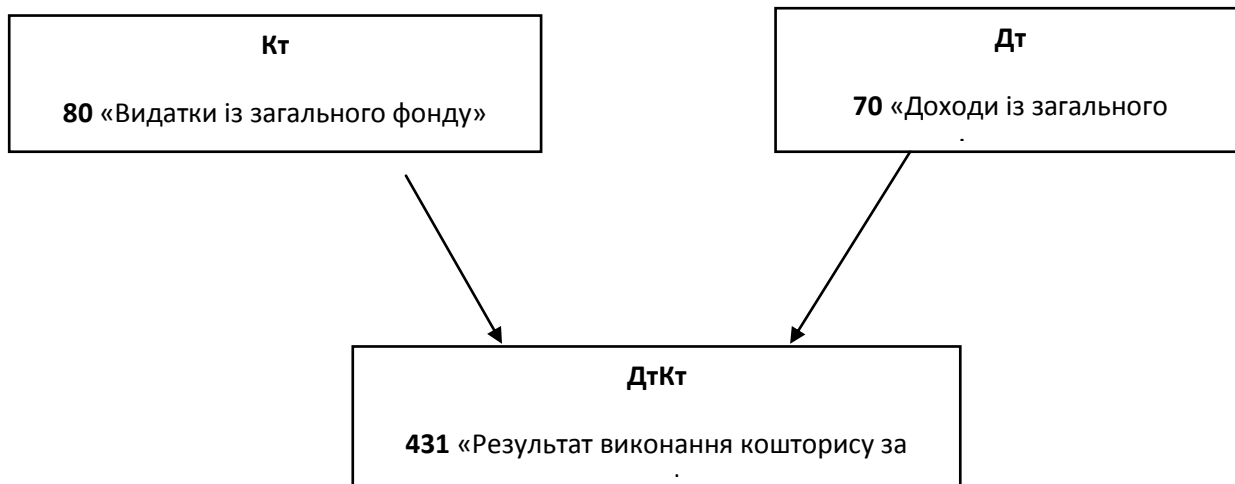 Кт
80 «Видатки із загального фонду»
Дт
70 «Доходи із загального
ДтКт
431 «Результат виконання кошторису за